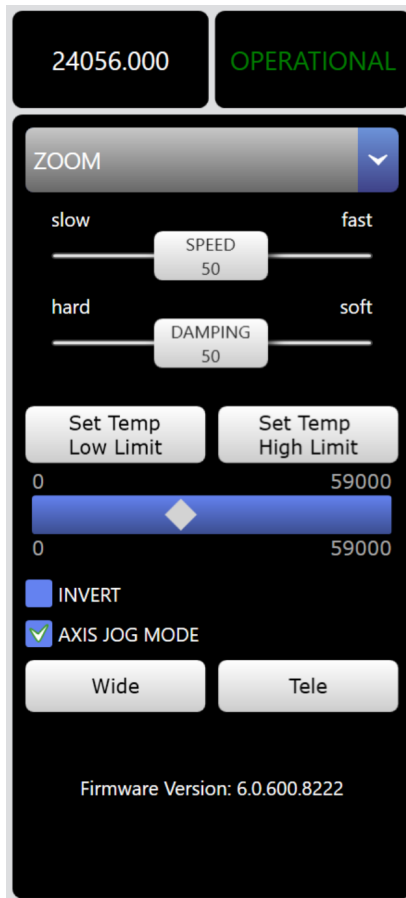 24056.000 OPERATIONAL
ZOOM
slow fast
SPEED
50
hard soft
DAMPING
50
Set Temp
Low Limit
Set Temp
High Limit
0 59000
0 59000
INVERT
AXIS JOG MODE
Wide Tele
Firmware Version: 6.0.600.8222